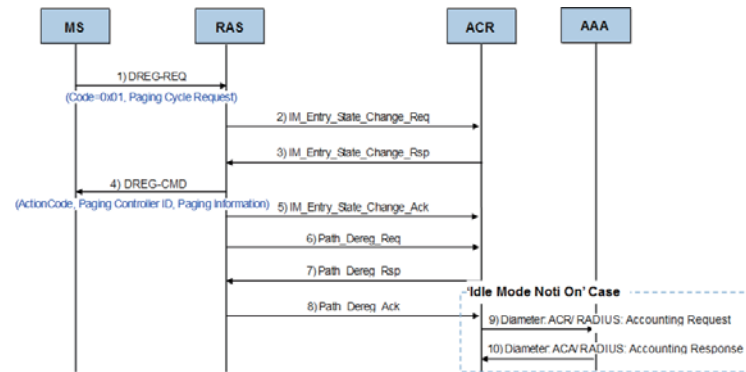 MS RAS ACR AAA
1) DREG-REQ
(Code=0x01, Paging Cycle Request)
2) IM_Entry_State_Change_Req
3) IM_Entry_State_Change_Rsp
4) DREG-CMD
(ActionCode, Paging Controller ID, Paging Information)
5) IM_Entry_State_Change_Ack
6) Path_Dereg_Req
7) Path_Dereg_Rsp
'Idle Mode Noti On' Case
8) Path_Dereg_Ack
9) Diameter: ACR/ RADIUS: Accounting Request
10) Diameter: ACA/ RADIUS: Accounting Response